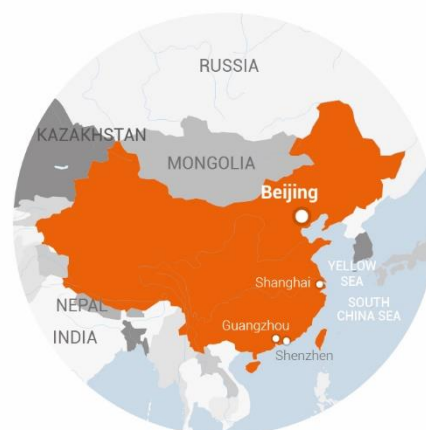 RUSSIA
KAZAKHSTAN
MONGOLIA
Beijing
Shanghai
YELLOW
SEA
NEPAL
SOUTH
CHINA SEA
INDIA
Guangzhou
Shenzhen